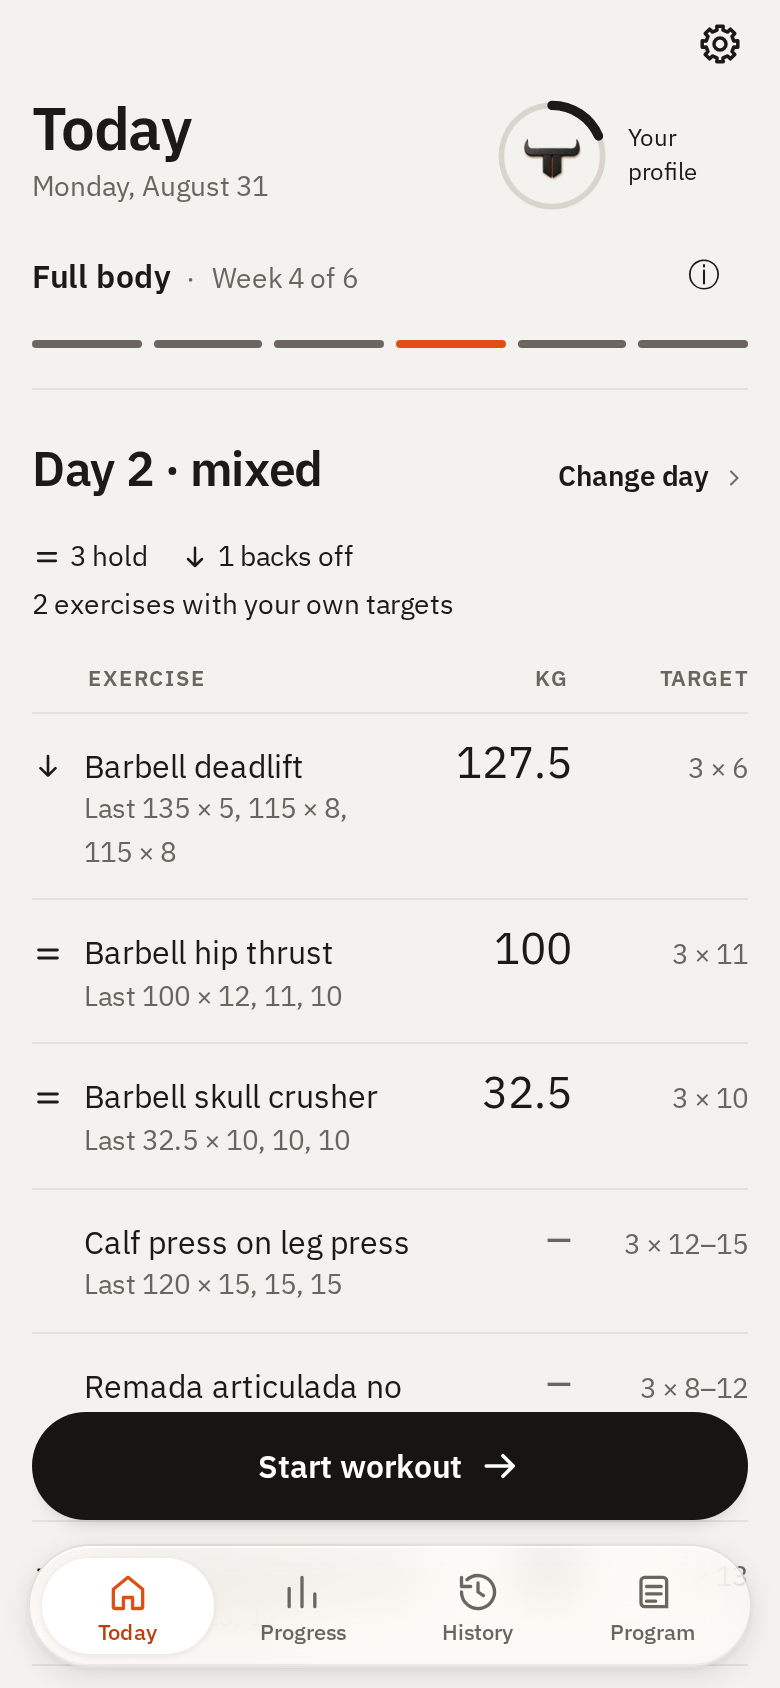 Today
Monday, August 31
Your
profile
Full body · Week 4 of 6
Day 2 · mixed
Change day
= 3 hold ↓ 1 backs off
2 exercises with your own targets
EXERCISE KG TARGET
↓ Barbell deadlift 127.5 3 × 6
Last 135 × 5, 115 × 8,
115 × 8
= Barbell hip thrust 100 3 × 11
Last 100 × 12, 11, 10
= Barbell skull crusher 32.5 3 × 10
Last 32.5 × 10, 10, 10
Calf press on leg press – 3 × 12–15
Last 120 × 15, 15, 15
Remada articulada no – 3 × 8–12
Start workout →
13
Today Progress History Program